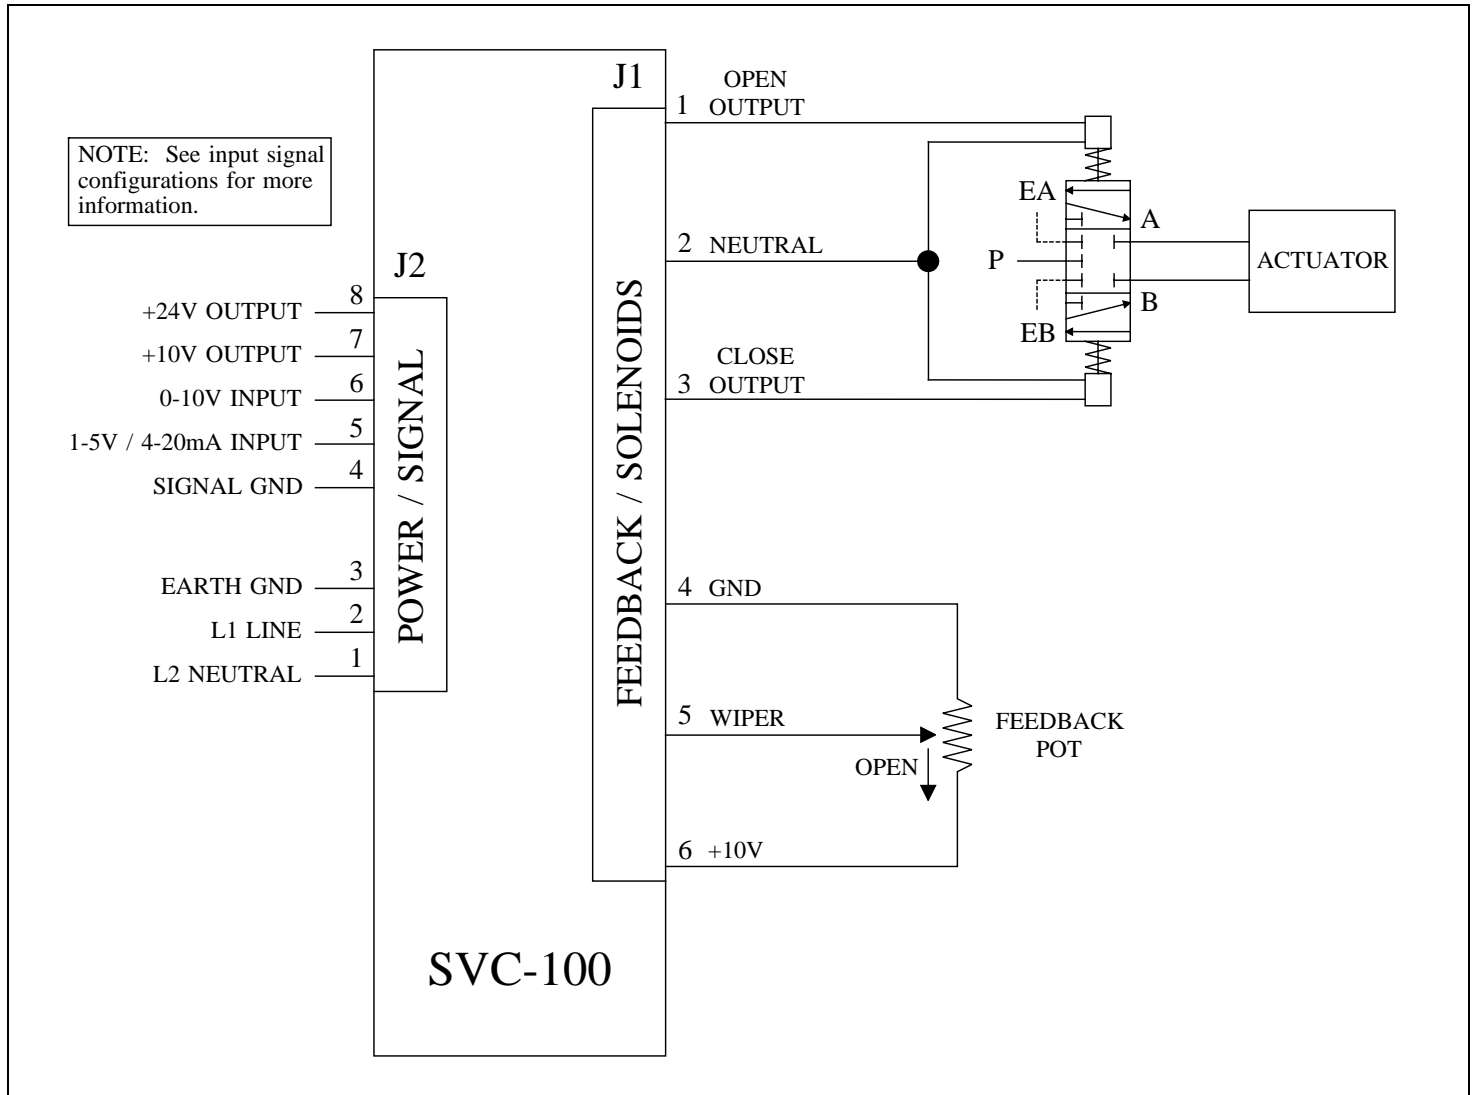 NOTE: See input signal
configurations for more
information.
J2
8
+24V OUTPUT
7
+10V OUTPUT
6
0-10V INPUT
5
1-5V / 4-20mA INPUT
4
SIGNAL GND
3
EARTH GND
2
L1 LINE
1
L2 NEUTRAL
POWER / SIGNAL
SVC-100
J1
FEEDBACK / SOLENOIDS
1 OPEN
OUTPUT
2 NEUTRAL
CLOSE
3 OUTPUT
4 GND
5 WIPER
OPEN
6 +10V
FEEDBACK
POT
EA
A
P
B
EB
ACTUATOR